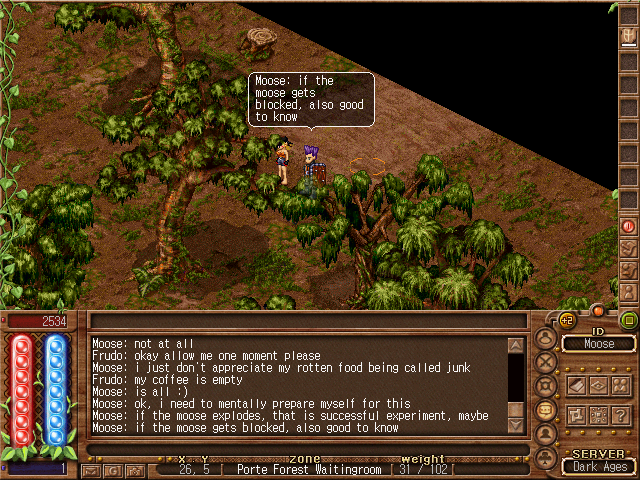 Moose: if the
moose gets
blocked, also good
to know
2534
Moose: not at all
Frudo: okay allow me one moment please
Moose: i just don't appreciate my rotten food being called junk
Frudo: my coffee is empty
Moose: is all :)
Moose: ok, i need to mentally prepare myself for this
Moose: if the moose explodes, that is successful experiment, maybe
Moose: if the moose gets blocked, also good to know
+2
ID
Moose
SERVER
Dark Ages
1
X Y zone weight
26, 5 [ Porte Forest Waitingroom [ 31 / 102 [
G
?